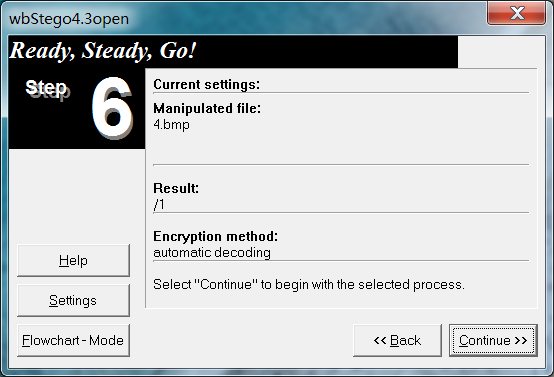 wbStego4.3open
Ready, Steady, Go!
Step 6
Current settings:
Manipulated file:
4.bmp
Result:
/1
Encryption method:
automatic decoding
Select "Continue" to begin with the selected process.
Help
Settings
Flowchart - Mode
<< Back
Continue >>